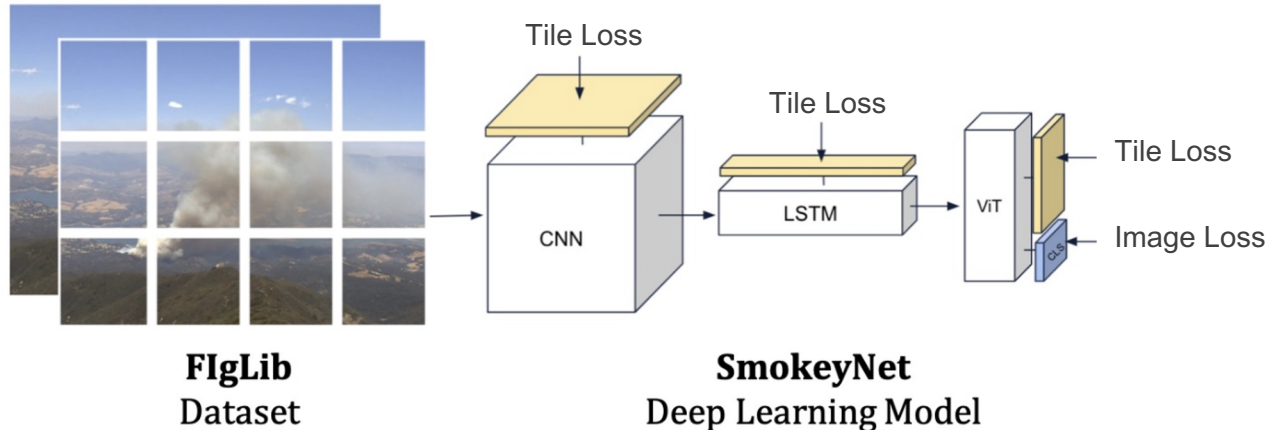 Tile Loss
Tile Loss
Tile Loss
Image Loss
CNN
LSTM
ViT
CLS
FIgLib
Dataset
SmokeyNet
Deep Learning Model